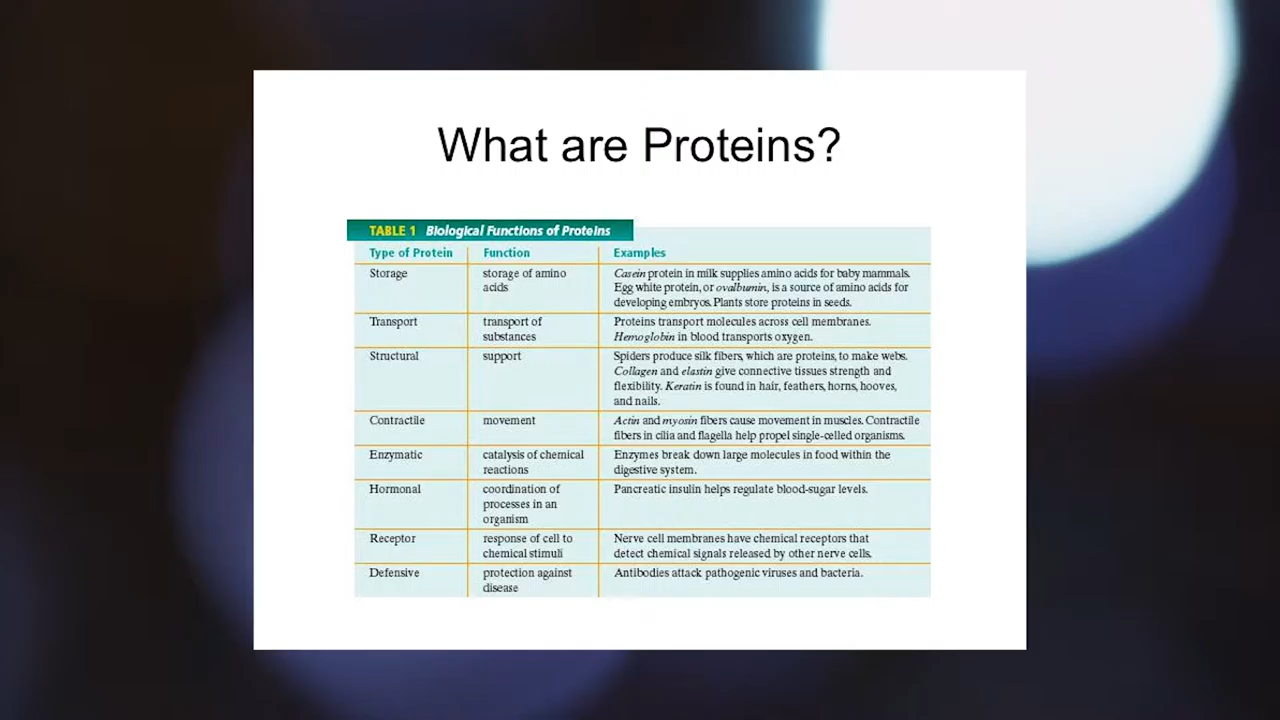 What are Proteins?
TABLE 1 Biological Functions of Proteins
Type of Protein Function Examples
Storage storage of amino acids Casein protein in milk supplies amino acids for baby mammals. Egg white protein, or ovalbumin, is a source of amino acids for developing embryos. Plants store proteins in seeds.
Transport transport of substances Proteins transport molecules across cell membranes. Hemoglobin in blood transports oxygen.
Structural support Spiders produce silk fibers, which are proteins, to make webs. Collagen and elastin give connective tissues strength and flexibility. Keratin is found in hair, feathers, horns, hooves, and nails.
Contractile movement Actin and myosin fibers cause movement in muscles. Contractile fibers in cilia and flagella help propel single-celled organisms.
Enzymatic catalysis of chemical reactions Enzymes break down large molecules in food within the digestive system.
Hormonal coordination of processes in an organism Pancreatic insulin helps regulate blood-sugar levels.
Receptor response of cell to chemical stimuli Nerve cell membranes have chemical receptors that detect chemical signals released by other nerve cells.
Defensive protection against disease Antibodies attack pathogenic viruses and bacteria.